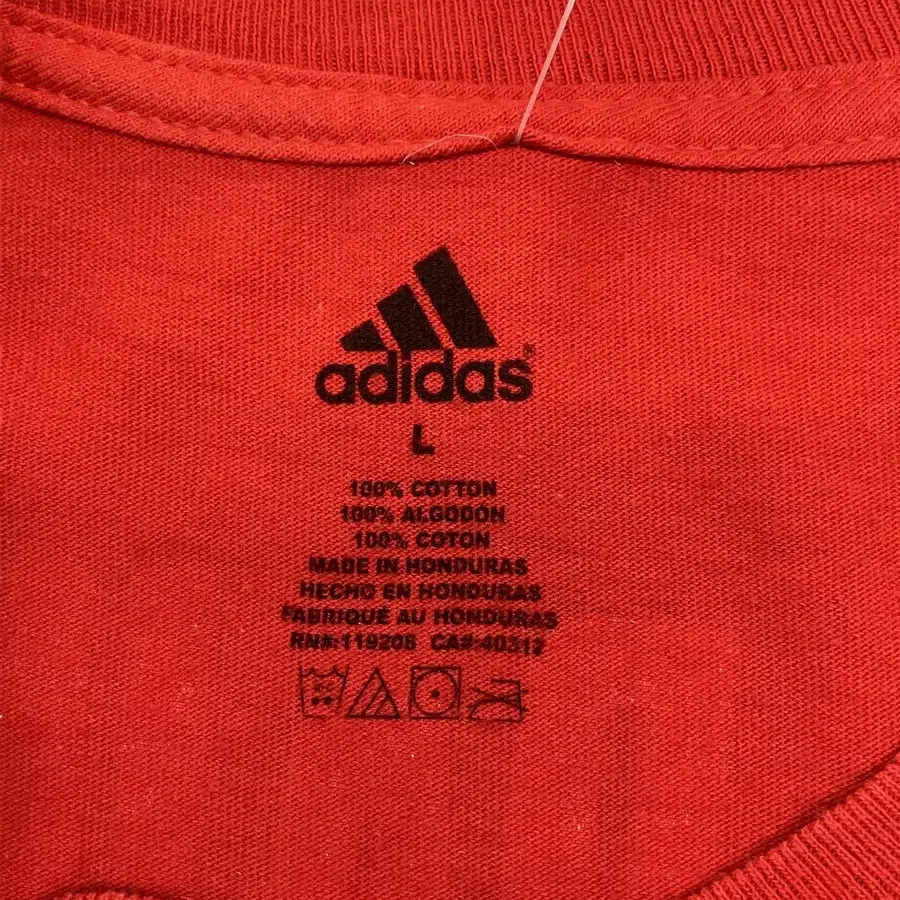 adidas®
L
100% COTTON
100% ALGODON
100% COTON
MADE IN HONDURAS
HECHO EN HONDURAS
FABRIQUÉ AU HONDURAS
RN#:119208 CA#:40312